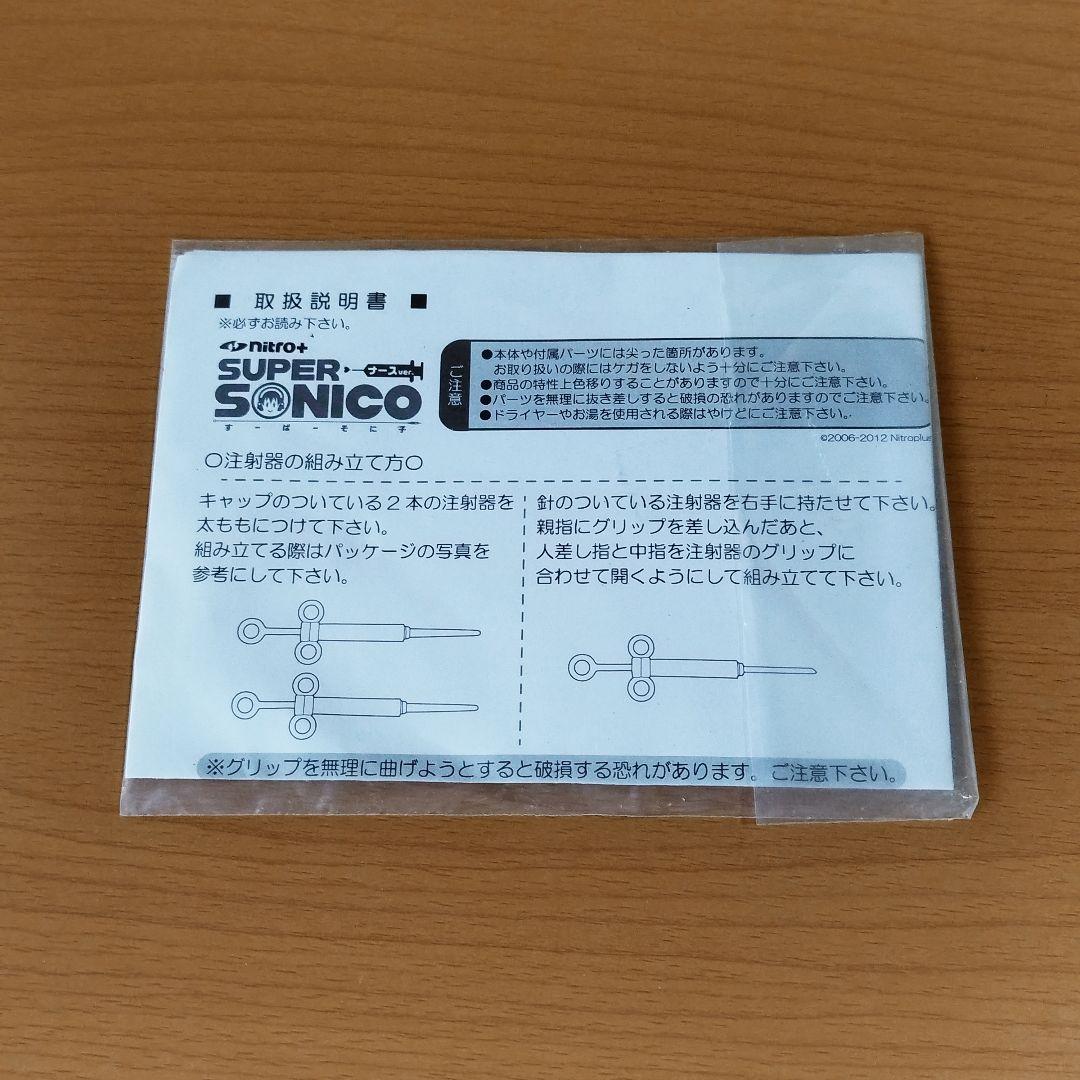 ■ 取扱説明書 ■
※必ずお読み下さい。
nitro+
SUPER
ナースver.
SONICO
すーぱーそに子
ご注意
●本体や付属パーツには尖った箇所があります。
お取り扱いの際にはケガをしないよう十分にご注意下さい。
●商品の特性上色移りすることがありますので十分にご注意下さい。
●パーツを無理に抜き差しすると破損の恐れがありますのでご注意下さい。
●ドライヤーやお湯を使用される際はやけどにご注意下さい。
©2006-2012 Nitroplus
〇注射器の組み立て方〇
キャップのついている2本の注射器を
太ももにつけて下さい。
組み立てる際はパッケージの写真を
参考にして下さい。
針のついている注射器を右手に持たせて下さい。
親指にグリップを差し込んだあと、
人差し指と中指を注射器のグリップに
合わせて開くようにして組み立てて下さい。
※グリップを無理に曲げようとすると破損する恐れがあります。ご注意下さい。